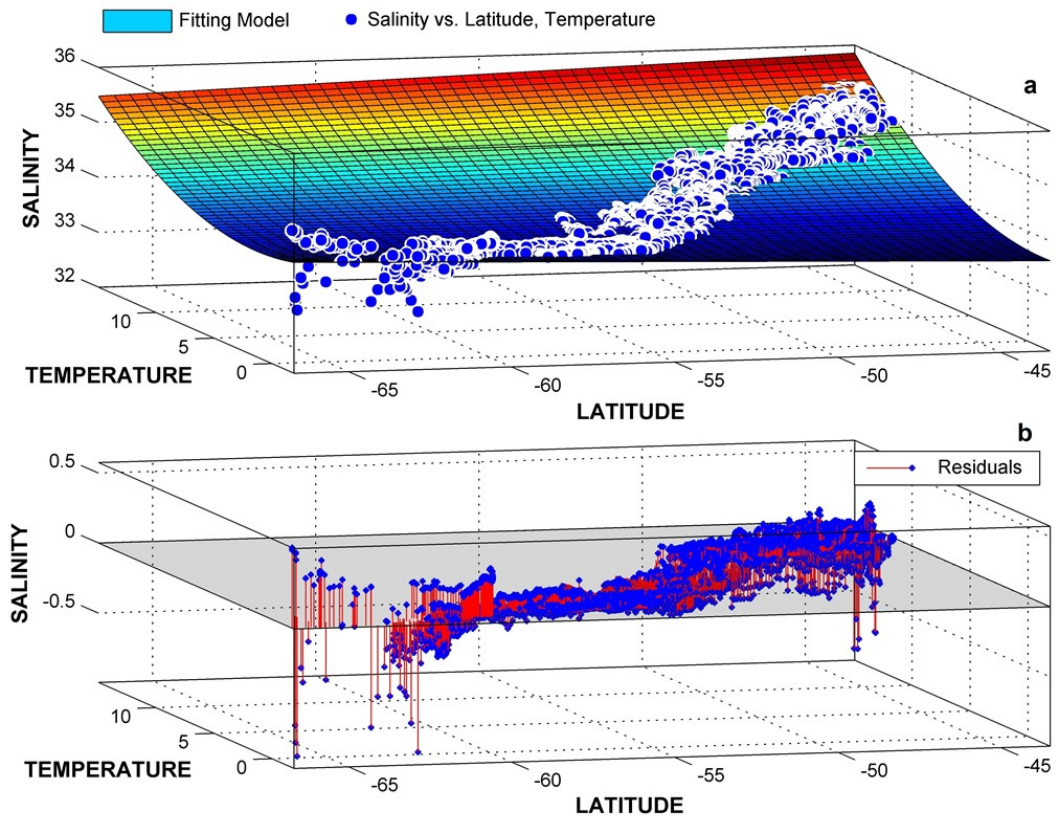 Fitting Model
Salinity vs. Latitude, Temperature
a
36
35
34
33
32
SALINITY
10
5
0
TEMPERATURE
-65
-60
-55
-50
-45
LATITUDE
b
Residuals
0.5
0
-0.5
SALINITY
10
5
0
TEMPERATURE
-65
-60
-55
-50
-45
LATITUDE